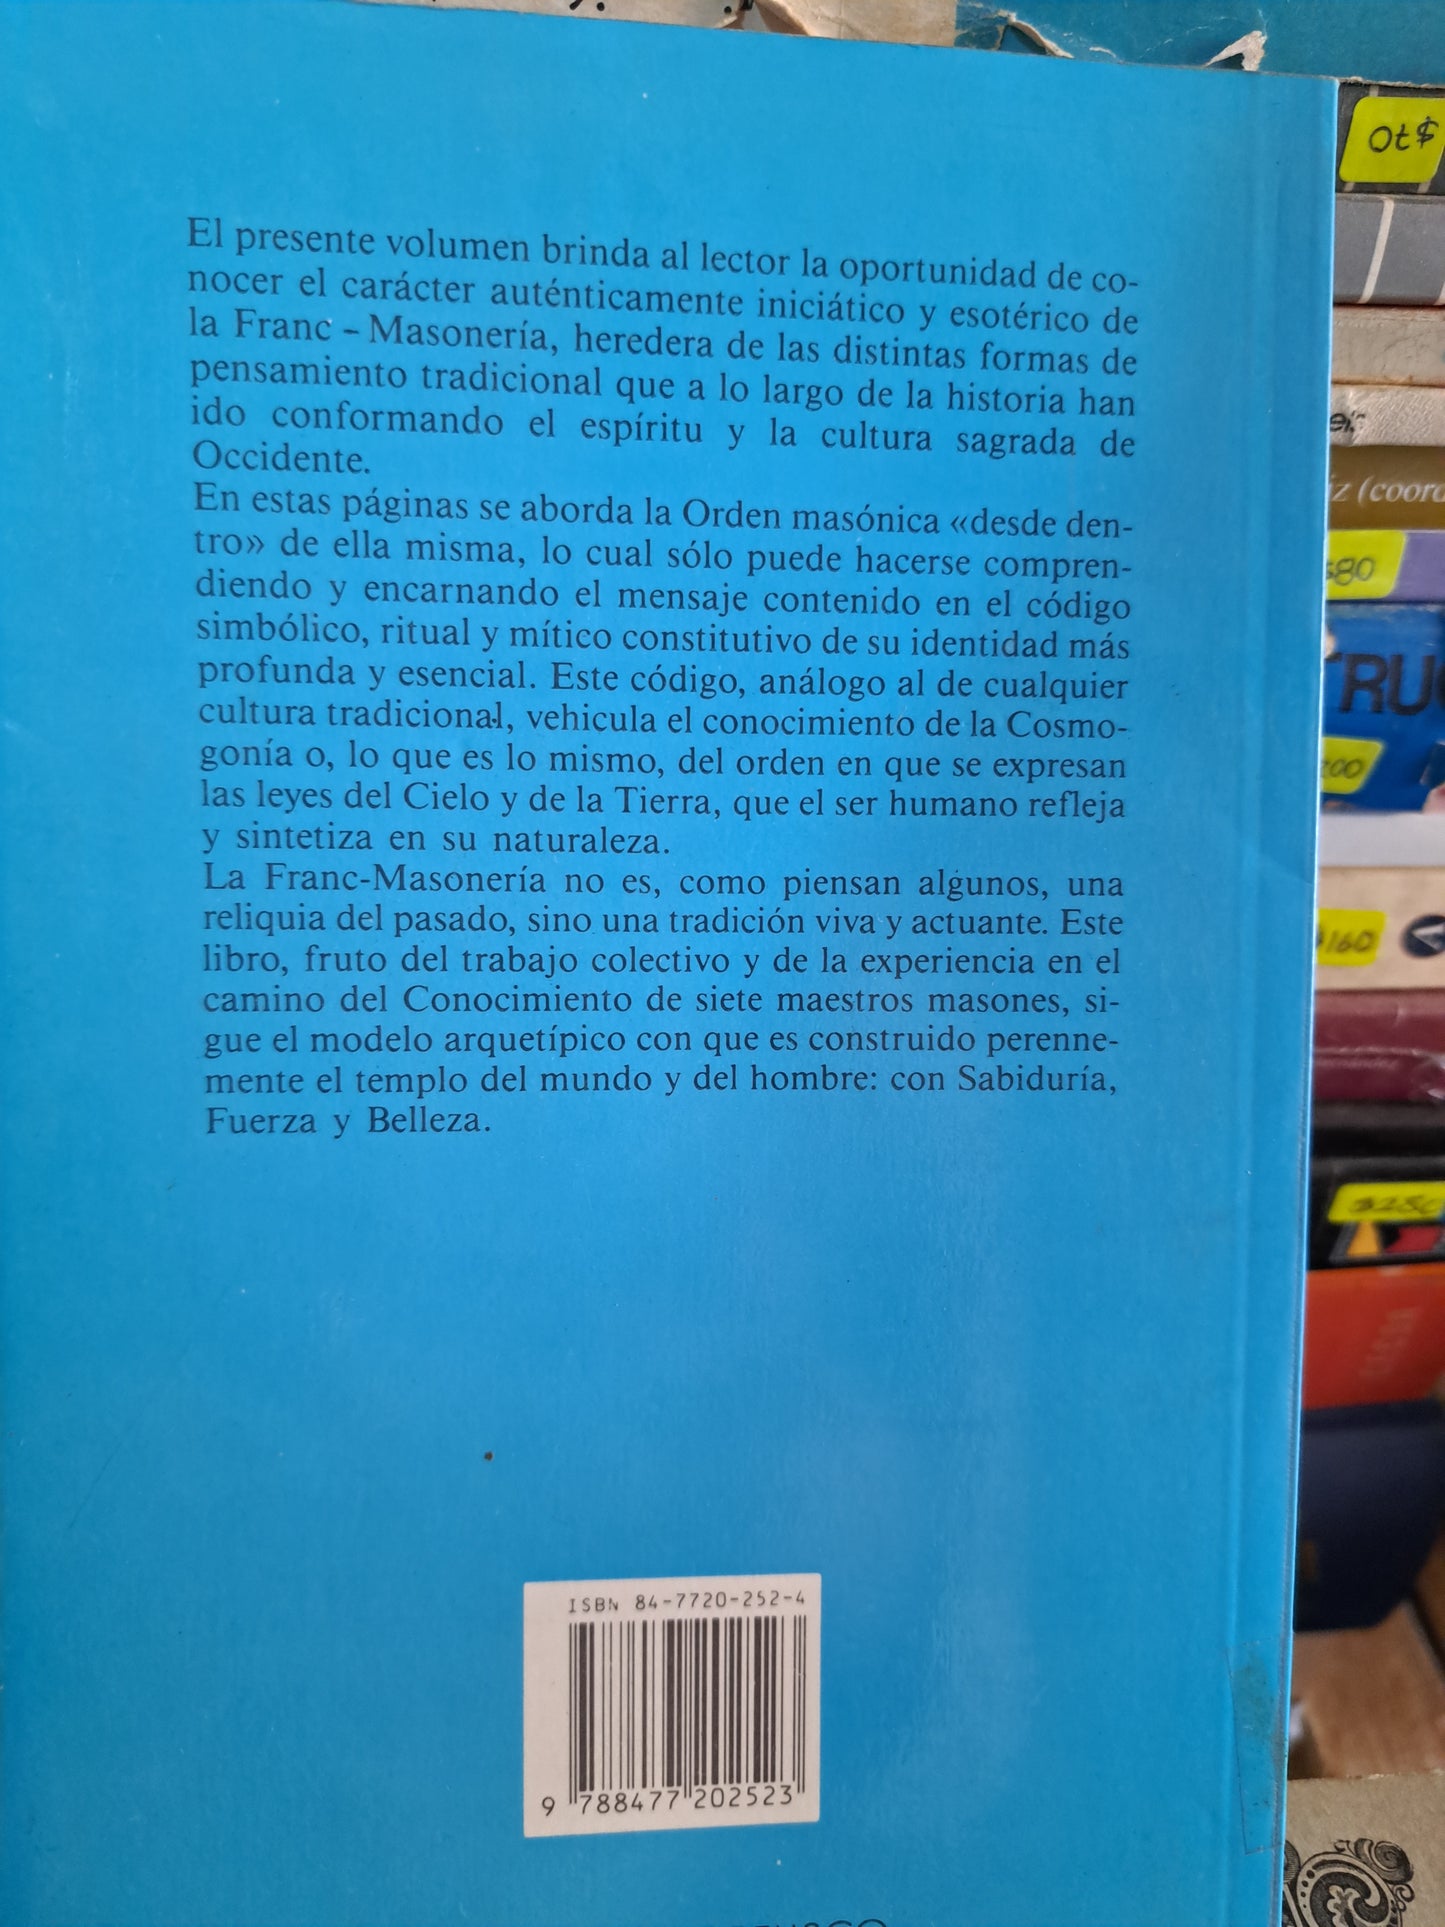 El presente volumen brinda al lector la oportunidad de co-
nocer el carácter auténticamente iniciático y esotérico de
la Franc - Masonería, heredera de las distintas formas de
pensamiento tradicional que a lo largo de la historia han
ido conformando el espíritu y la cultura sagrada de
Occidente.
En estas páginas se aborda la Orden masónica «desde den-
tro» de ella misma, lo cual sólo puede hacerse compren-
diendo y encarnando el mensaje contenido en el código
simbólico, ritual y mítico constitutivo de su identidad más
profunda y esencial. Este código, análogo al de cualquier
cultura tradicional, vehicula el conocimiento de la Cosmo-
gonía o, lo que es lo mismo, del orden en que se expresan
las leyes del Cielo y de la Tierra, que el ser humano refleja
y sintetiza en su naturaleza.
La Franc-Masonería no es, como piensan algunos, una
reliquia del pasado, sino una tradición viva y actuante. Este
libro, fruto del trabajo colectivo y de la experiencia en el
camino del Conocimiento de siete maestros masones, si-
gue el modelo arquetípico con que es construido perenne-
mente el templo del mundo y del hombre: con Sabiduría,
Fuerza y Belleza.
ISBN 84-7720-252-4
9 788477 202523
iz (coord
$80
TRUC
200
$160
$280